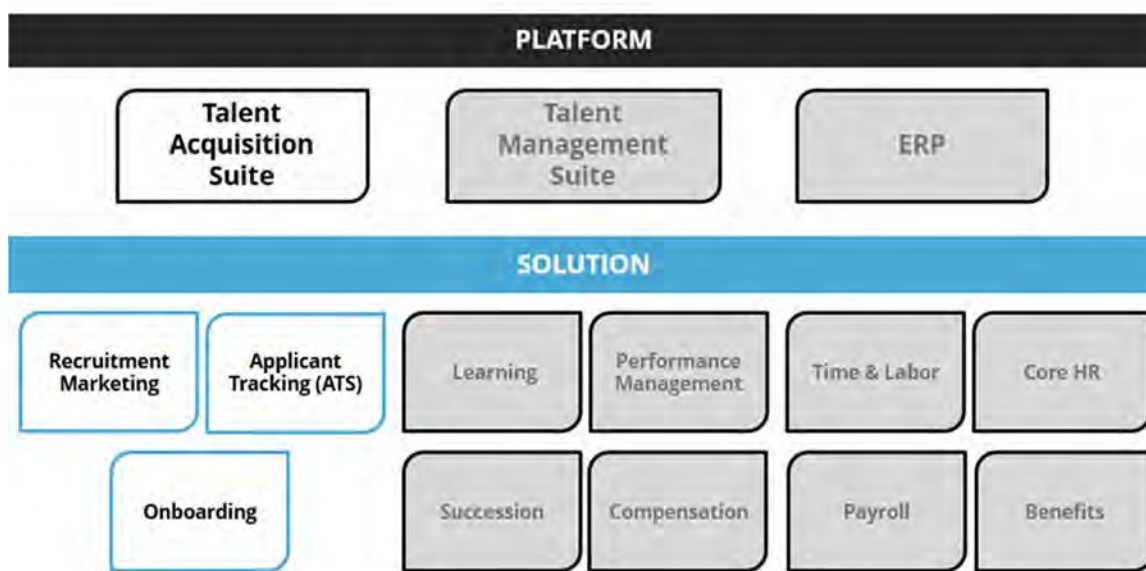 PLATFORM
Talent
Acquisition
Suite
Talent
Management
Suite
ERP
SOLUTION
Recruitment
Marketing
Applicant
Tracking (ATS)
Learning
Performance
Management
Time & Labor
Core HR
Onboarding
Succession
Compensation
Payroll
Benefits